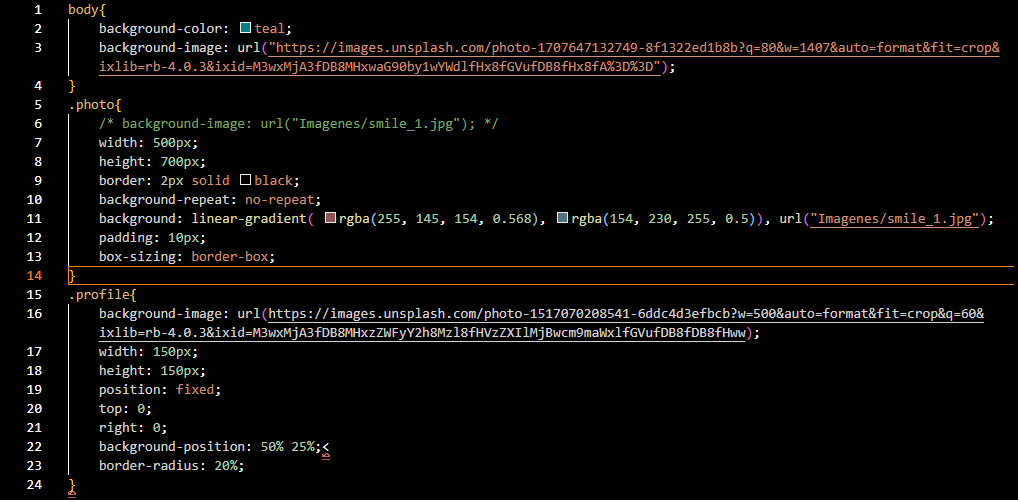 1 body{
2 background-color: teal;
3 background-image: url("https://images.unsplash.com/photo-1707647132749-8f1322ed1b8b?q=80&w=1407&auto=format&fit=crop&
ixlib=rb-4.0.3&ixid=M3wxMjA3fDB8MHxwaG90by1wYWdlfHx8fGVufDB8fHx8fA%3D%3D");
4 }
5 .photo{
6 /* background-image: url("Imagenes/smile_1.jpg"); */
7 width: 500px;
8 height: 700px;
9 border: 2px solid black;
10 background-repeat: no-repeat;
11 background: linear-gradient( rgba(255, 145, 154, 0.568), rgba(154, 230, 255, 0.5)), url("Imagenes/smile_1.jpg");
12 padding: 10px;
13 box-sizing: border-box;
14 }
15 .profile{
16 background-image: url(https://images.unsplash.com/photo-1517070208541-6ddc4d3efbcb?w=500&auto=format&fit=crop&q=60&
ixlib=rb-4.0.3&ixid=M3wxMjA3fDB8MHxzZWFyY2h8Mzl8fHVzZXIlMjBwcm9maWxlfGVufDB8fDB8fHww);
17 width: 150px;
18 height: 150px;
19 position: fixed;
20 top: 0;
21 right: 0;
22 background-position: 50% 25%;<
23 border-radius: 20%;
24 }